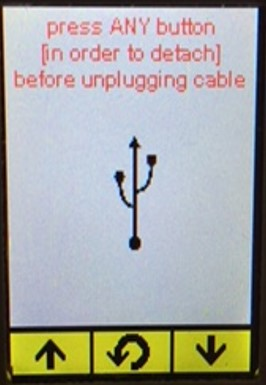 press ANY button
[in order to detach]
before unplugging cable